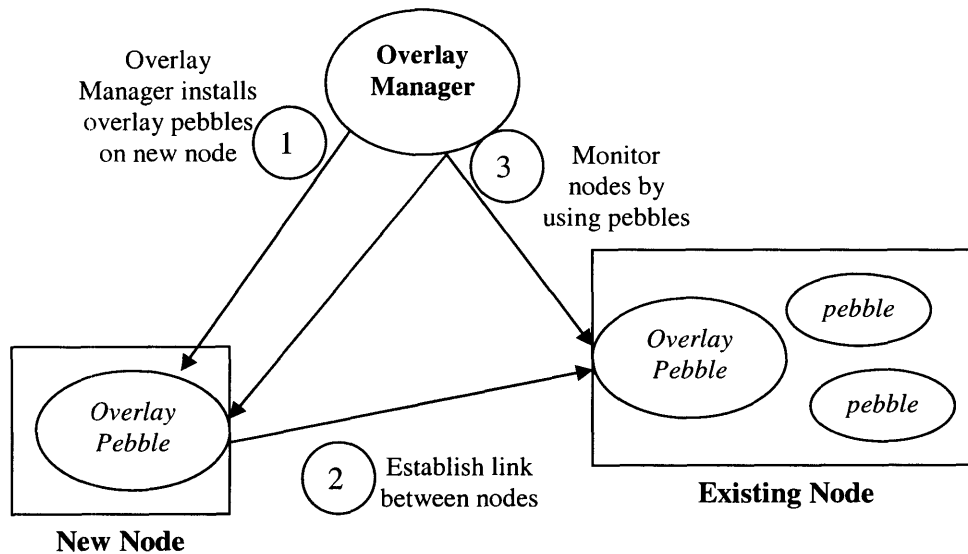 Overlay
Manager installs
overlay pebbles
on new node
1
Overlay
Manager
3
Monitor
nodes by
using pebbles
Overlay
Pebble
pebble
pebble
Existing Node
Overlay
Pebble
New Node
2
Establish link
between nodes